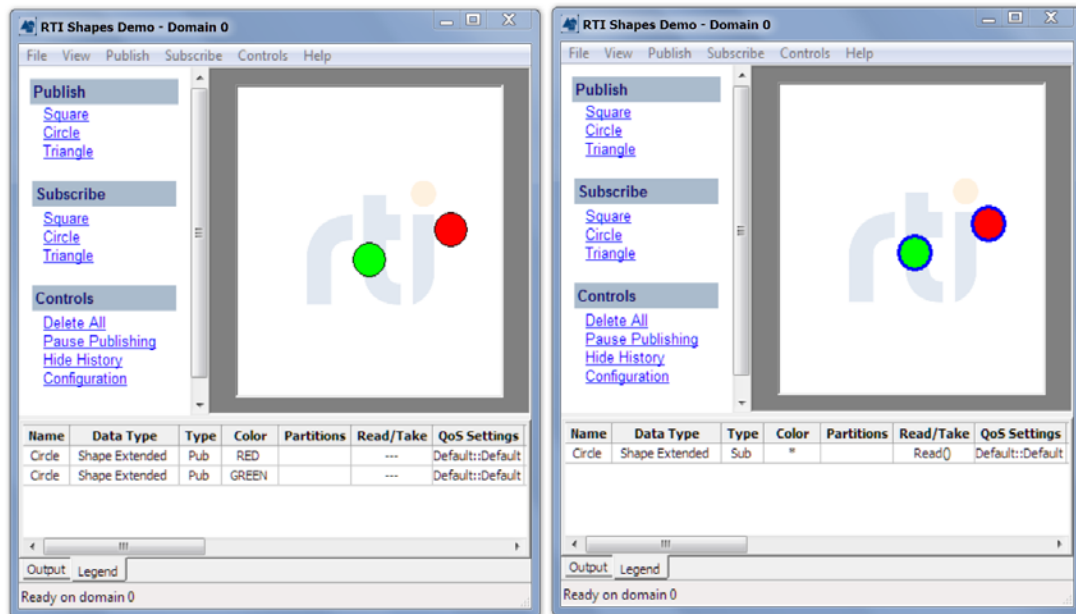 RTI Shapes Demo - Domain 0
File View Publish Subscribe Controls Help
Publish
Square
Circle
Triangle
Subscribe
Square
Circle
Triangle
Controls
Delete All
Pause Publishing
Hide History
Configuration
rti
Name Data Type Type Color Partitions Read/Take QoS Settings
Circle Shape Extended Pub RED --- Default::Default
Circle Shape Extended Pub GREEN --- Default::Default
Output Legend
Ready on domain 0
RTI Shapes Demo - Domain 0
File View Publish Subscribe Controls Help
Publish
Square
Circle
Triangle
Subscribe
Square
Circle
Triangle
Controls
Delete All
Pause Publishing
Hide History
Configuration
rti
Name Data Type Type Color Partitions Read/Take QoS Settings
Circle Shape Extended Sub * Read() Default::Default
Output Legend
Ready on domain 0